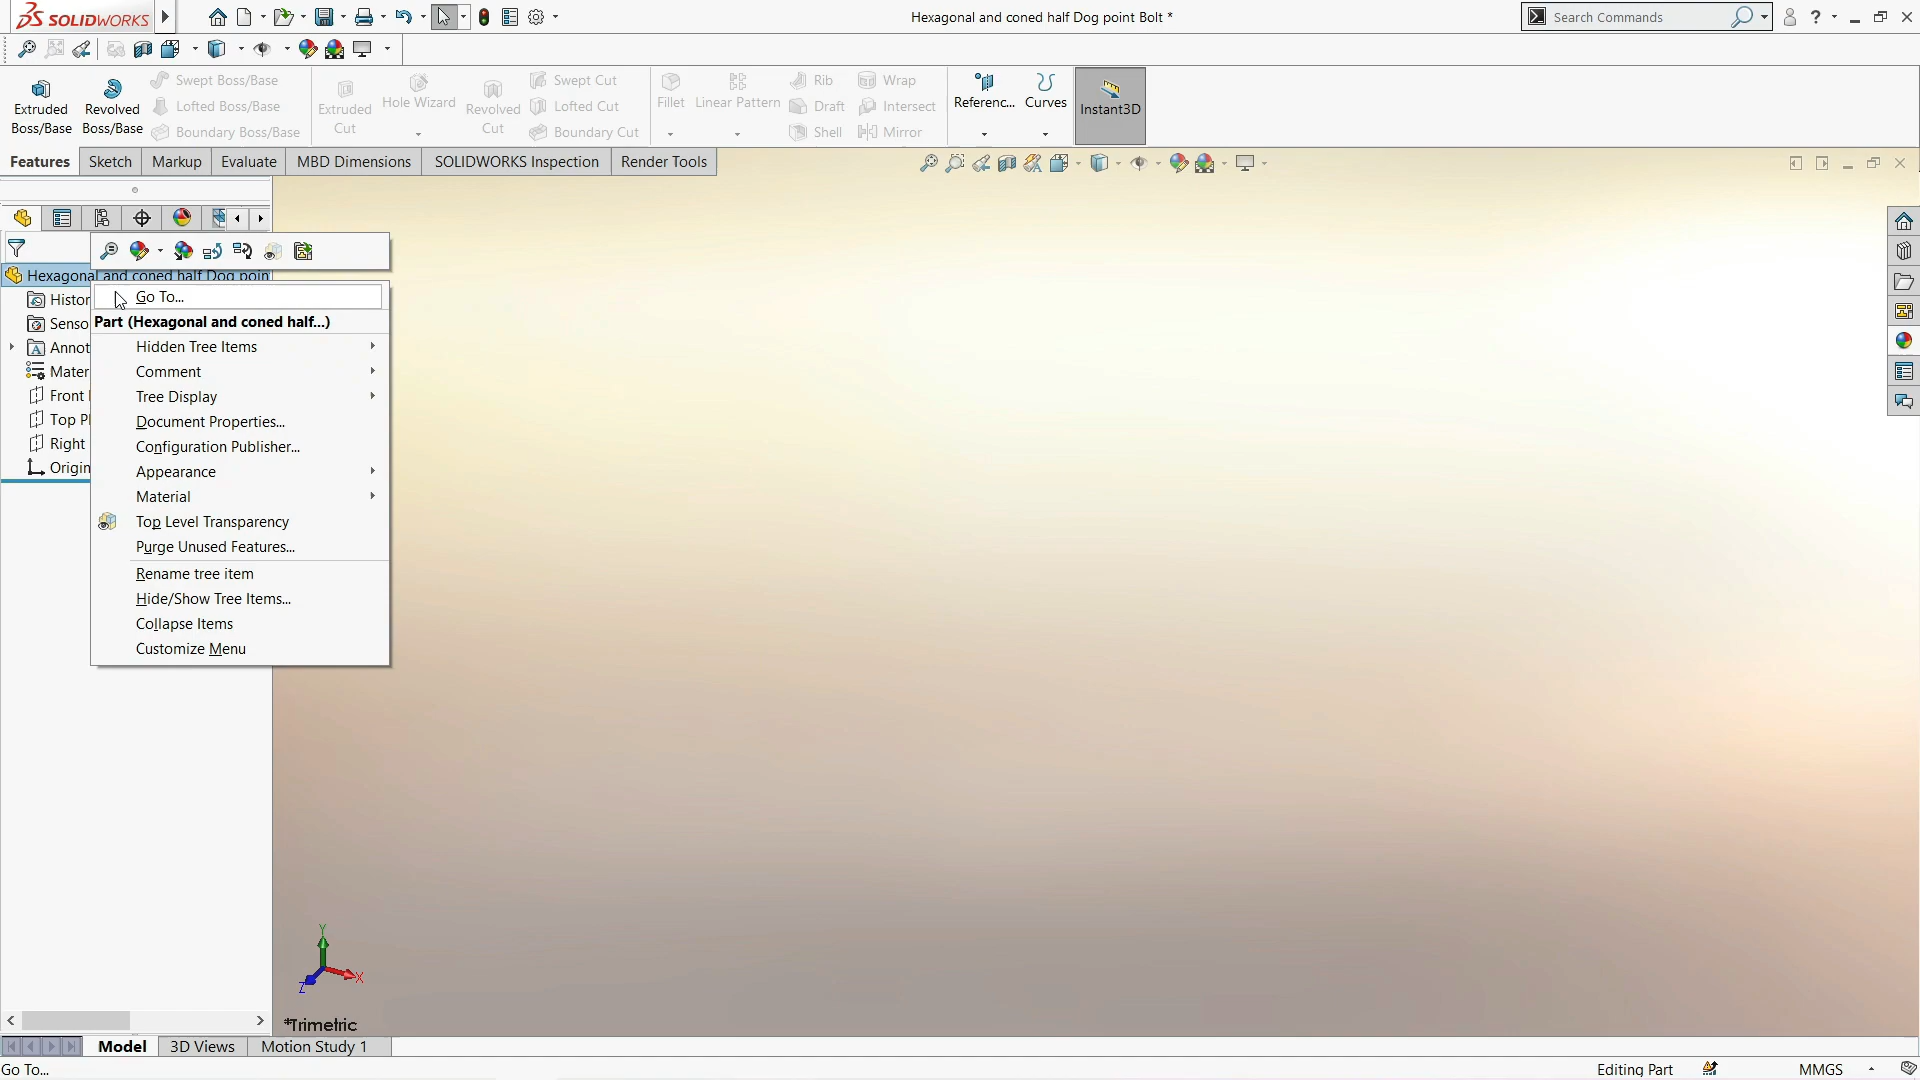 SOLIDWORKS
Hexagonal and coned half Dog point Bolt *
Search Commands
?
Extruded Boss/Base
Revolved Boss/Base
Swept Boss/Base
Lofted Boss/Base
Boundary Boss/Base
Extruded Cut
Hole Wizard
Revolved Cut
Swept Cut
Lofted Cut
Boundary Cut
Fillet
Linear Pattern
Rib
Draft
Shell
Wrap
Intersect
Mirror
Referenc...
Curves
Instant3D
Features
Sketch
Markup
Evaluate
MBD Dimensions
SOLIDWORKS Inspection
Render Tools
Hexagonal and coned half Dog poin
Histor
Senso
Annot
Mater
Front
Top Pl
Right
Origin
Go To...
Part (Hexagonal and coned half...)
Hidden Tree Items
Comment
Tree Display
Document Properties...
Configuration Publisher...
Appearance
Material
Top Level Transparency
Purge Unused Features...
Rename tree item
Hide/Show Tree Items...
Collapse Items
Customize Menu
Y
X
Z
*Trimetric
Model
3D Views
Motion Study 1
Go To...
Editing Part
MMGS